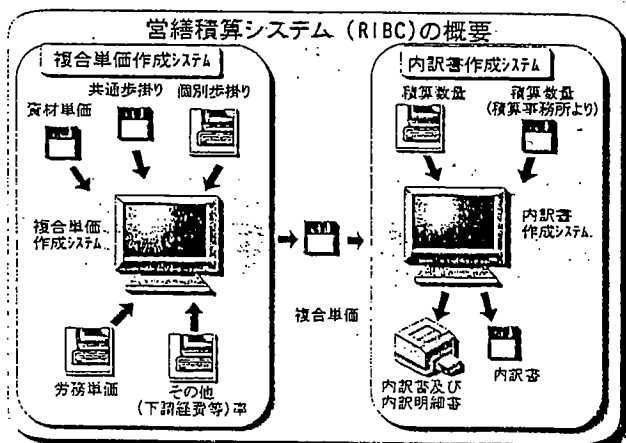 営繕積算システム(RIBC)の概要
複合単価作成システム
共通歩掛り
個別歩掛り
資材単価
複合単価
作成システム
労務単価
その他
(下請経費等)率
複合単価
内訳書作成システム
積算数量
積算数量
(積算事務所より)
内訳書
作成システム
内訳書及び
内訳明細書
内訳書